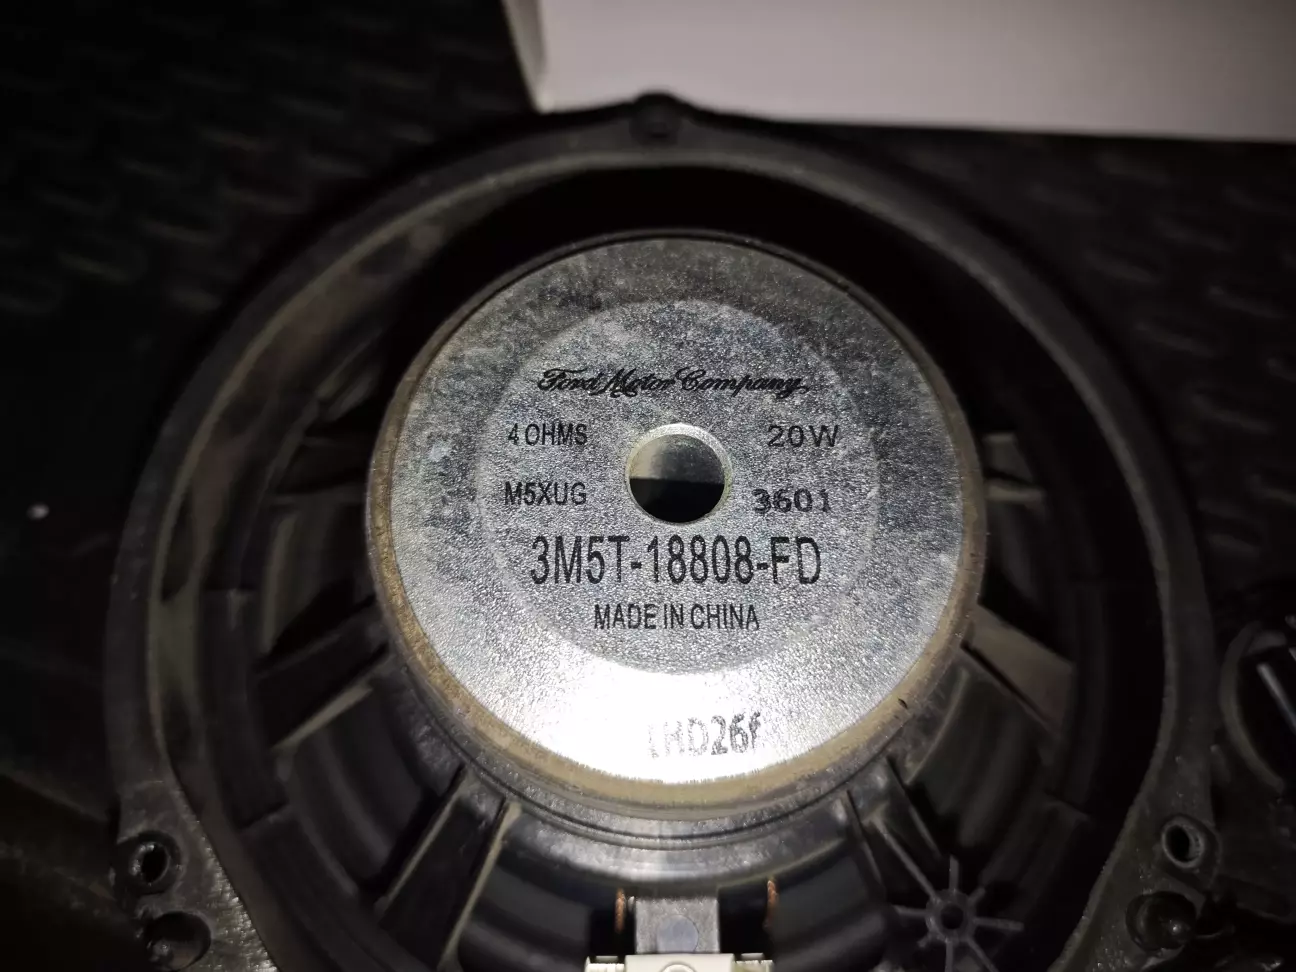 Ford Motor Company
4 OHMS 20W
M5XUG 3601
3M5T-18808-FD
MADE IN CHINA